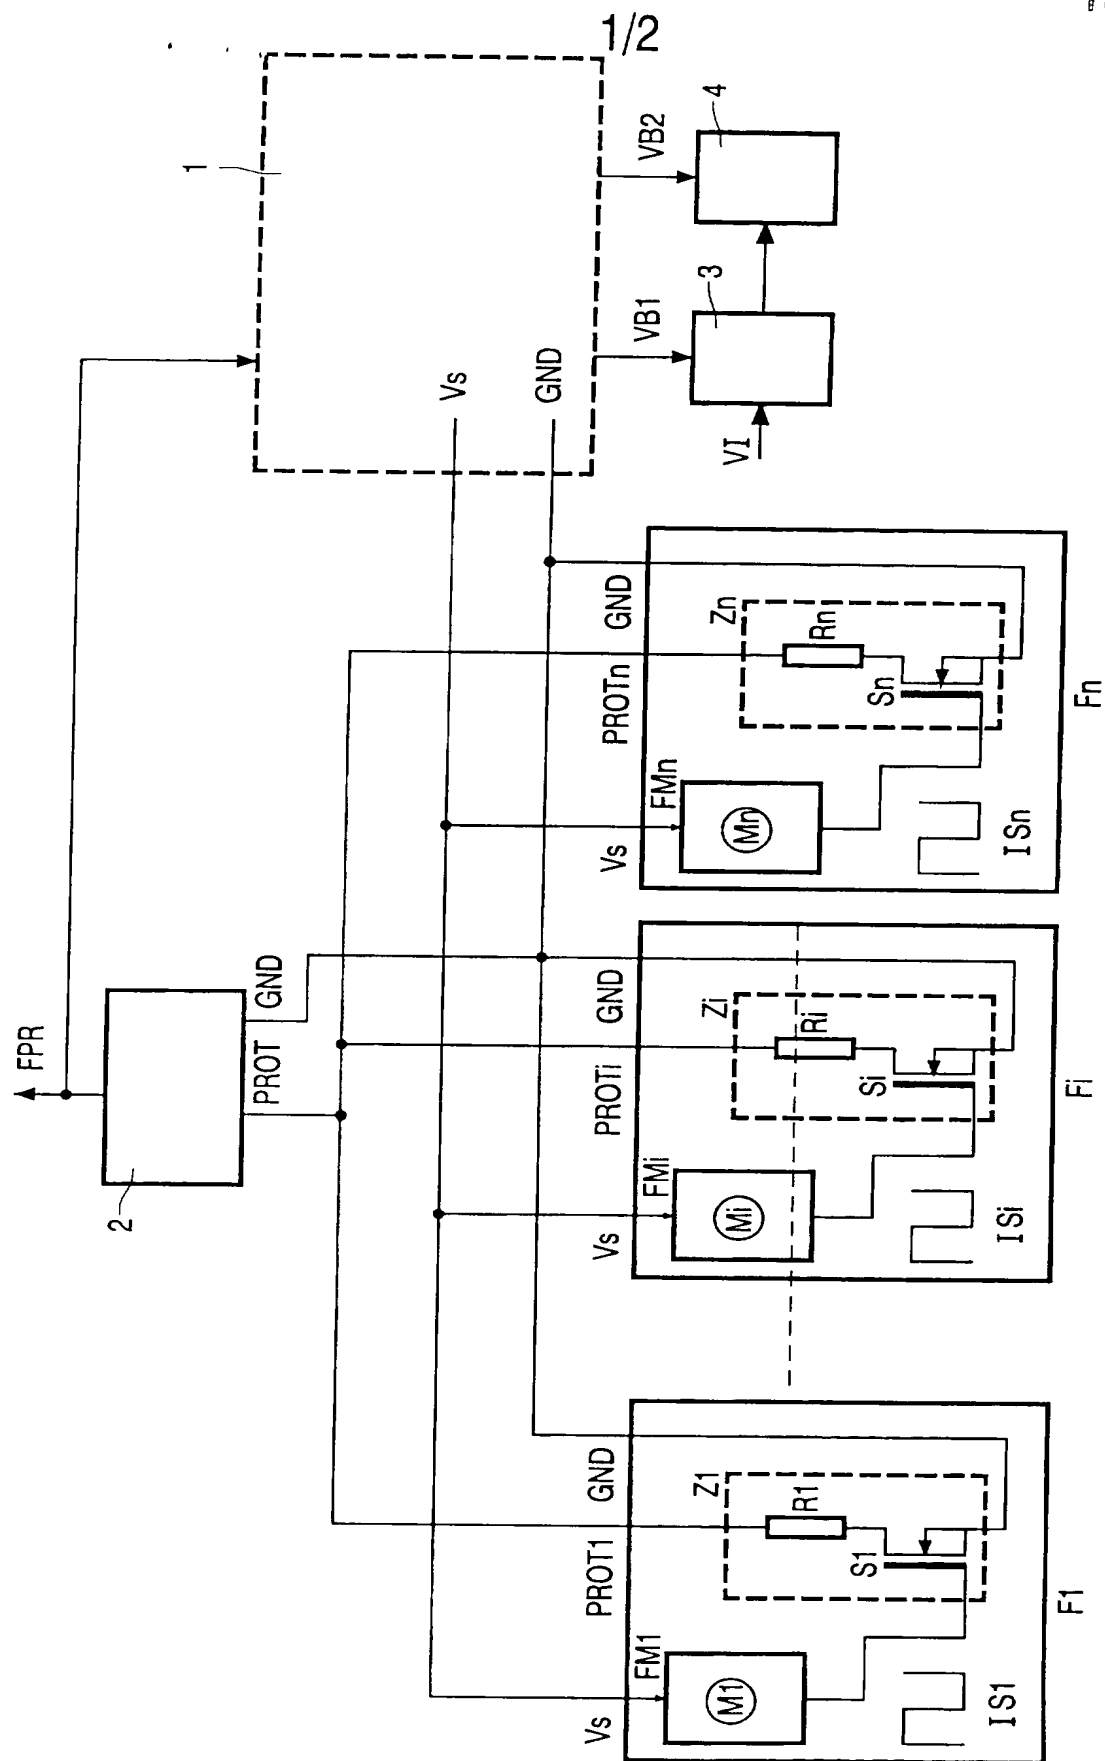 1/2
1
VB2
4
VB1
3
VI
Vs
GND
FPR
2
PROT
GND
GND
PROTn
Zn
Rn
Sn
FMn
Mn
Vs
ISn
Fn
GND
PROTi
Zi
Ri
Si
FMi
Mi
Vs
ISi
Fi
GND
PROT1
Z1
R1
S1
FM1
M1
Vs
IS1
F1